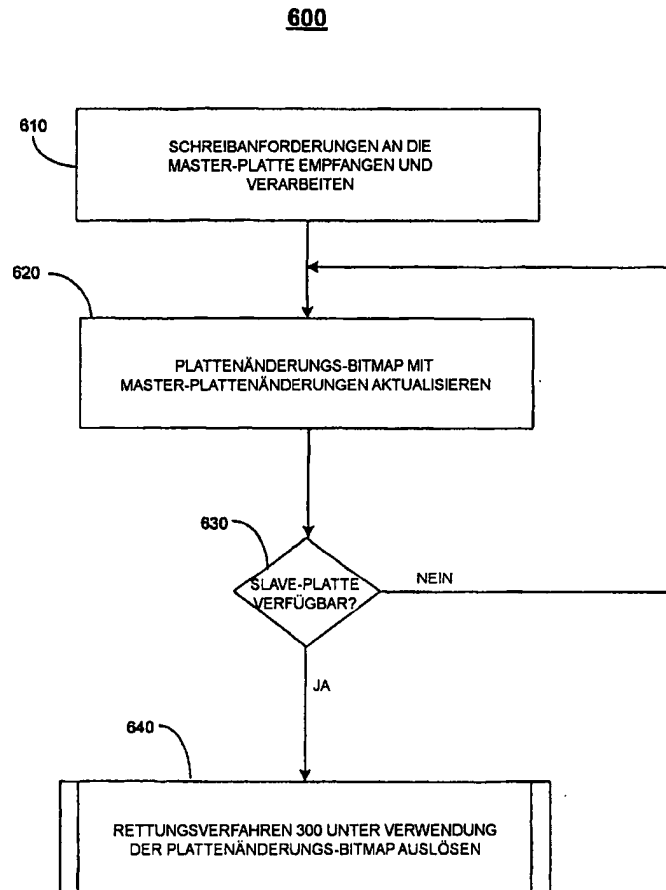 600
610
SCHREIBANFORDERUNGEN AN DIE
MASTER-PLATTE EMPFANGEN UND
VERARBEITEN
620
PLATTENÄNDERUNGS-BITMAP MIT
MASTER-PLATTENÄNDERUNGEN AKTUALISIEREN
630
SLAVE-PLATTE
VERFÜGBAR?
NEIN
JA
640
RETTUNGSVERFAHREN 300 UNTER VERWENDUNG
DER PLATTENÄNDERUNGS-BITMAP AUSLÖSEN